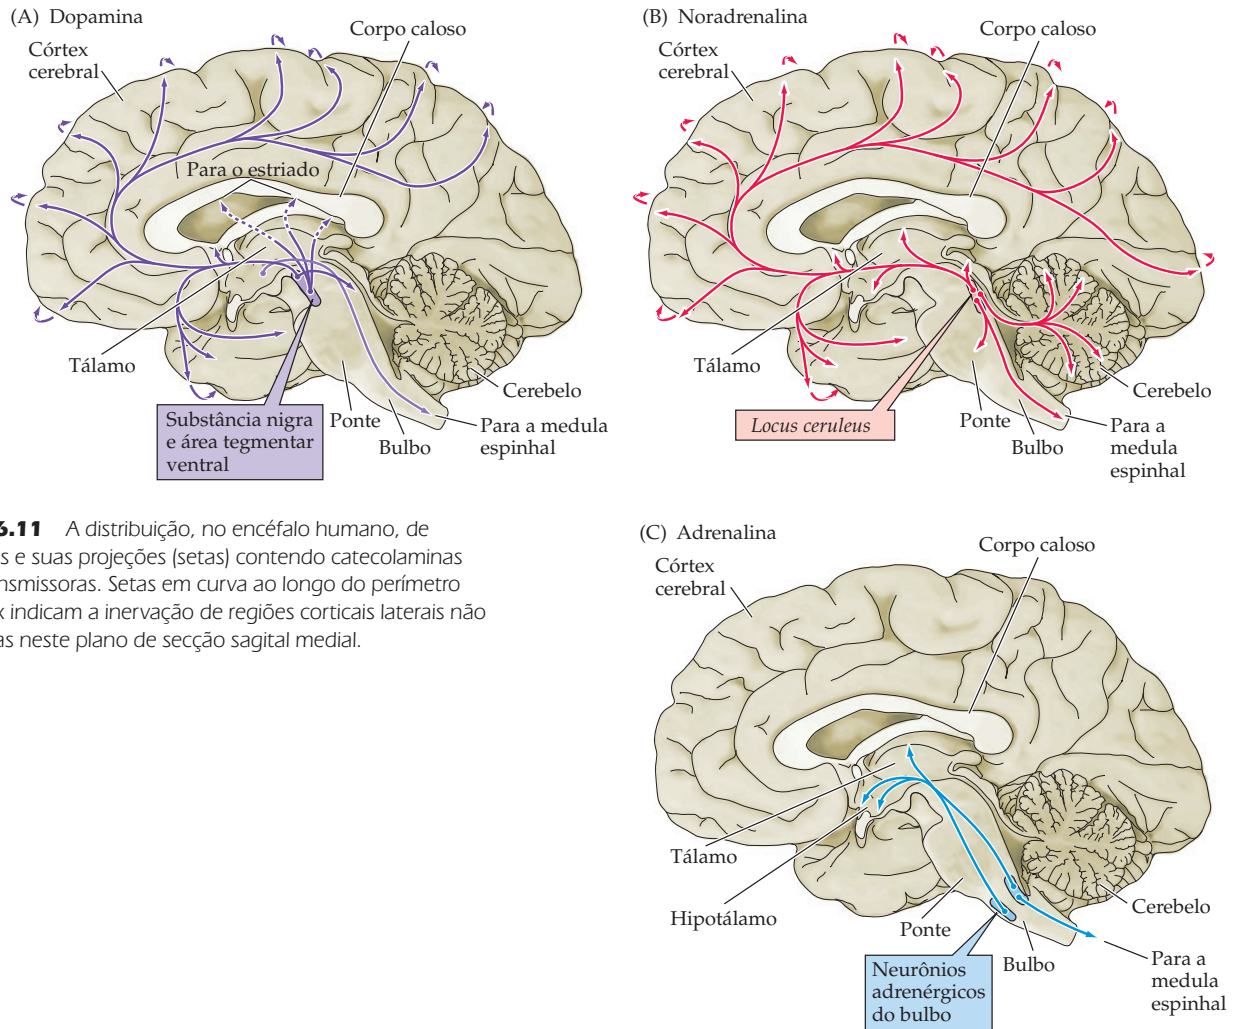 (A) Dopamina
Corpo caloso
Córtex
cerebral
Para o estriado
Tálamo
Cerebelo
Substância nigra
e área tegmentar
ventral
Ponte
Bulbo
Para a medula
espinhal
(B) Noradrenalina
Corpo caloso
Córtex
cerebral
Tálamo
Cerebelo
Locus ceruleus
Ponte
Bulbo
Para a
medula
espinhal
6.11 A distribuição, no encéfalo humano, de
s e suas projeções (setas) contendo catecolaminas
nsmissoras. Setas em curva ao longo do perímetro
x indicam a inervação de regiões corticais laterais não
as neste plano de secção sagital medial.
(C) Adrenalina
Corpo caloso
Córtex
cerebral
Tálamo
Hipotálamo
Cerebelo
Ponte
Bulbo
Neurônios
adrenérgicos
do bulbo
Para a
medula
espinhal